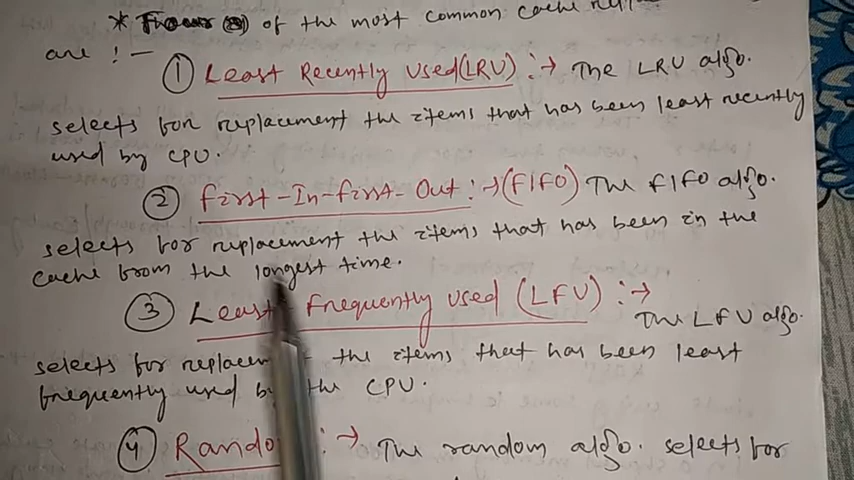 * of the most common cache
are :-
① Least Recently Used(LRU) :→ The LRU algo.
selects for replacement the items that has been least recently
used by CPU.
② First-In-First-Out :→(FIFO) The FIFO algo.
selects for replacement the items that has been in the
cache from the longest time.
③ Least Frequently Used (LFU) :→
The LFU algo.
selects for the items that has been least
frequently used by the CPU.
④ :→ The random algo. selects for